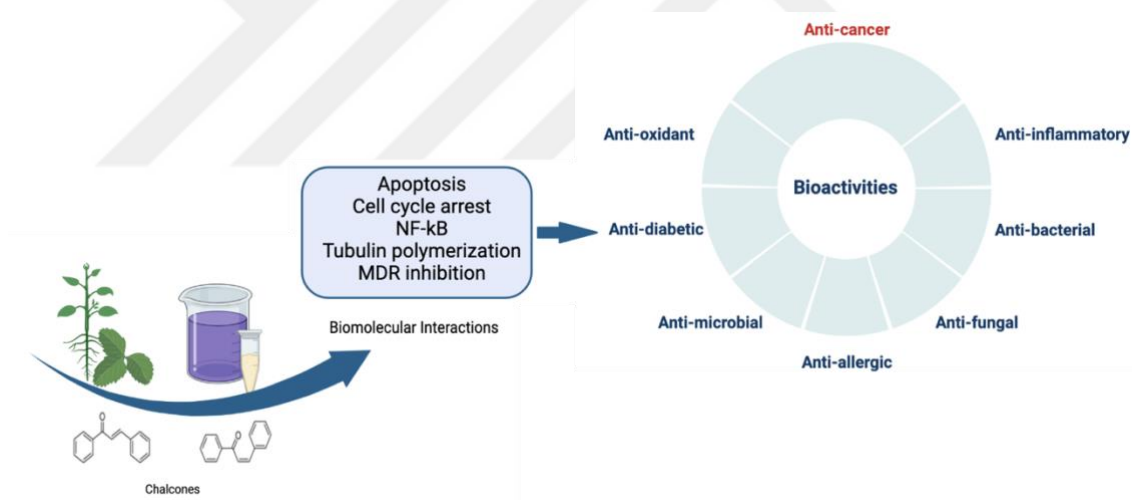 Anti-cancer
Anti-oxidant
Anti-inflammatory
Bioactivities
Anti-diabetic
Anti-bacterial
Anti-microbial
Anti-fungal
Anti-allergic
Apoptosis
Cell cycle arrest
NF-kB
Tubulin polymerization
MDR inhibition
Biomolecular Interactions
O
O
Chalcones